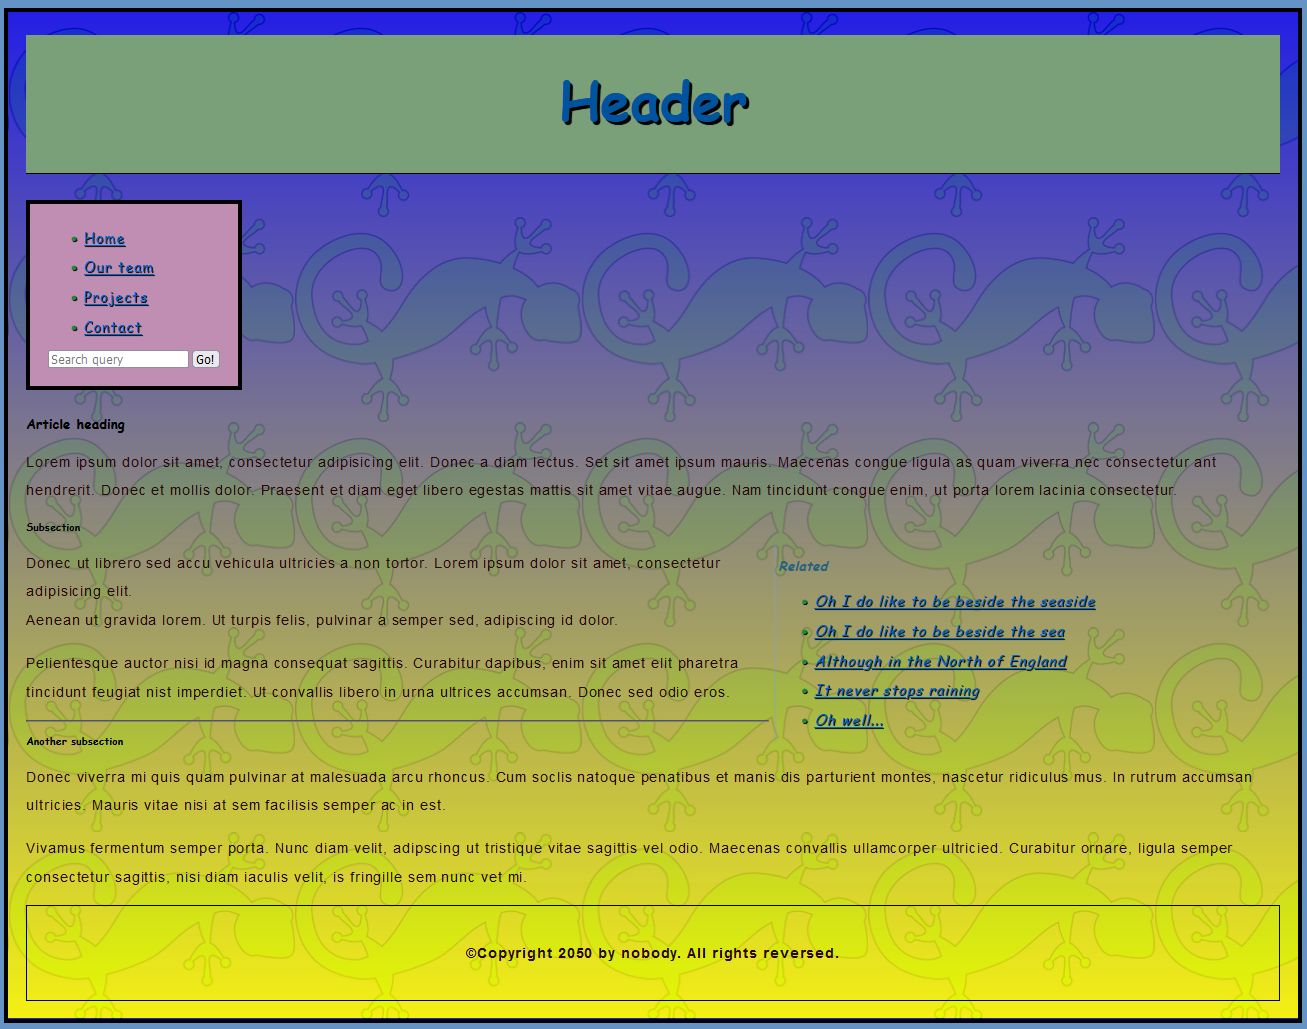 Header
Home
Our team
Projects
Contact
Search query Go!
Article heading
Lorem ipsum dolor sit amet, consectetur adipisicing elit. Donec a diam lectus. Set sit amet ipsum mauris. Maecenas congue ligula as quam viverra nec consectetur ant
hendrerit. Donec et mollis dolor. Praesent et diam eget libero egestas mattis sit amet vitae augue. Nam tincidunt congue enim, ut porta lorem lacinia consectetur.
Subsection
Donec ut librero sed accu vehicula ultricies a non tortor. Lorem ipsum dolor sit amet, consectetur
adipisicing elit.
Aenean ut gravida lorem. Ut turpis felis, pulvinar a semper sed, adipiscing id dolor.
Pelientesque auctor nisi id magna consequat sagittis. Curabitur dapibus, enim sit amet elit pharetra
tincidunt feugiat nist imperdiet. Ut convallis libero in urna ultrices accumsan. Donec sed odio eros.
Related
Oh I do like to be beside the seaside
Oh I do like to be beside the sea
Although in the North of England
It never stops raining
Oh well...
Another subsection
Donec viverra mi quis quam pulvinar at malesuada arcu rhoncus. Cum soclis natoque penatibus et manis dis parturient montes, nascetur ridiculus mus. In rutrum accumsan
ultricies. Mauris vitae nisi at sem facilisis semper ac in est.
Vivamus fermentum semper porta. Nunc diam velit, adipscing ut tristique vitae sagittis vel odio. Maecenas convallis ullamcorper ultricied. Curabitur ornare, ligula semper
consectetur sagittis, nisi diam iaculis velit, is fringille sem nunc vet mi.
©Copyright 2050 by nobody. All rights reversed.